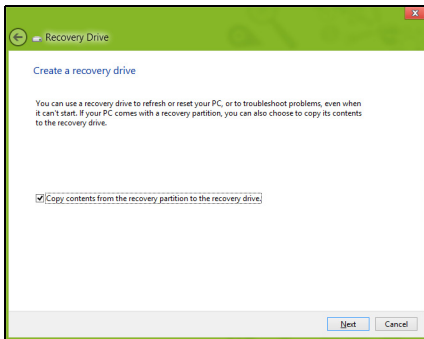 Recovery Drive
Create a recovery drive
You can use a recovery drive to refresh or reset your PC, or to troubleshoot problems, even when
it can't start. If your PC comes with a recovery partition, you can also choose to copy its contents
to the recovery drive.
Copy contents from the recovery partition to the recovery drive.
Next Cancel